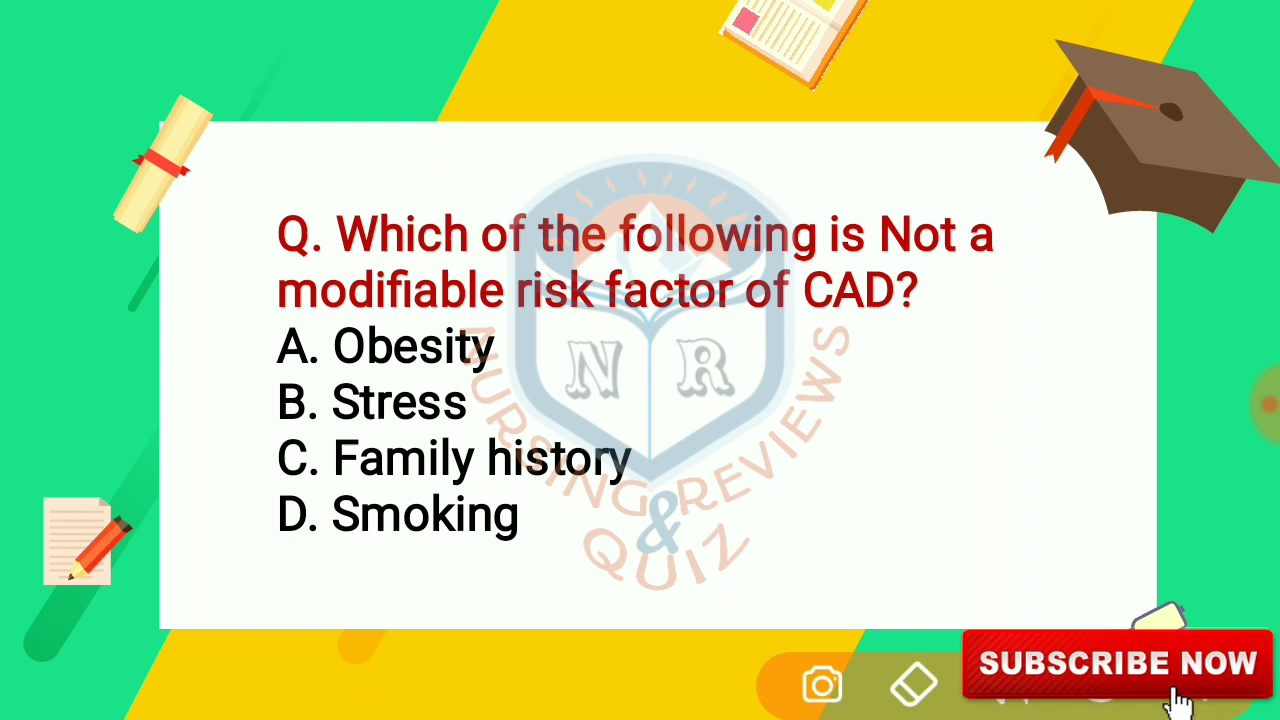 Q. Which of the following is Not a
modifiable risk factor of CAD?
A. Obesity
B. Stress
C. Family history
D. Smoking
N R
NURSING REVIEWS
&
QUIZ
SUBSCRIBE NOW